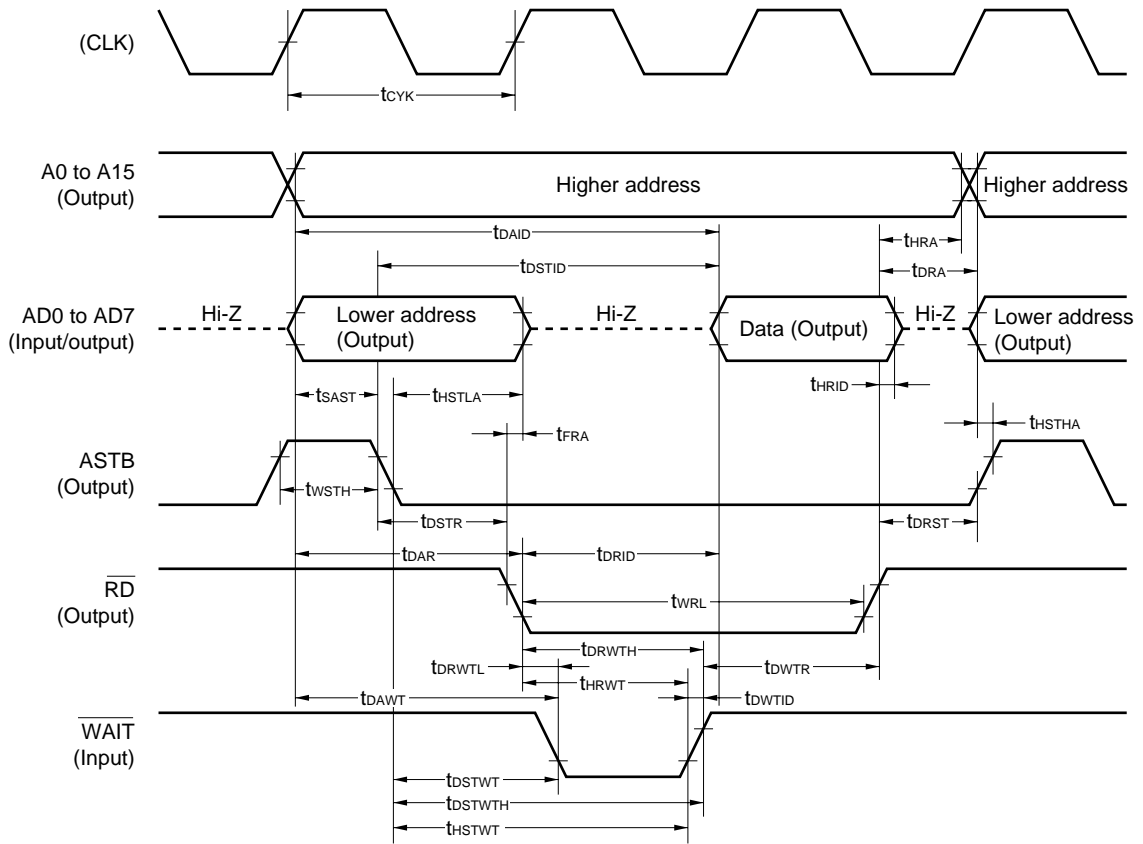 (CLK)
tCYK
A0 to A15
(Output)
Higher address
Higher address
tDAID
tHRA
tDSTID
tDRA
AD0 to AD7
(Input/output)
Hi-Z
Lower address
(Output)
Hi-Z
Data (Output)
Hi-Z
Lower address
(Output)
tSAST
tHSTLA
tHRID
tFRA
tHSTHA
ASTB
(Output)
tWSTH
tDSTR
tDRST
tDAR
tDRID
RD
(Output)
tWRL
tDRWTH
tDRWTL
tDWTR
tHRWT
tDAWT
tDWTID
WAIT
(Input)
tDSTWT
tDSTWTH
tHSTWT